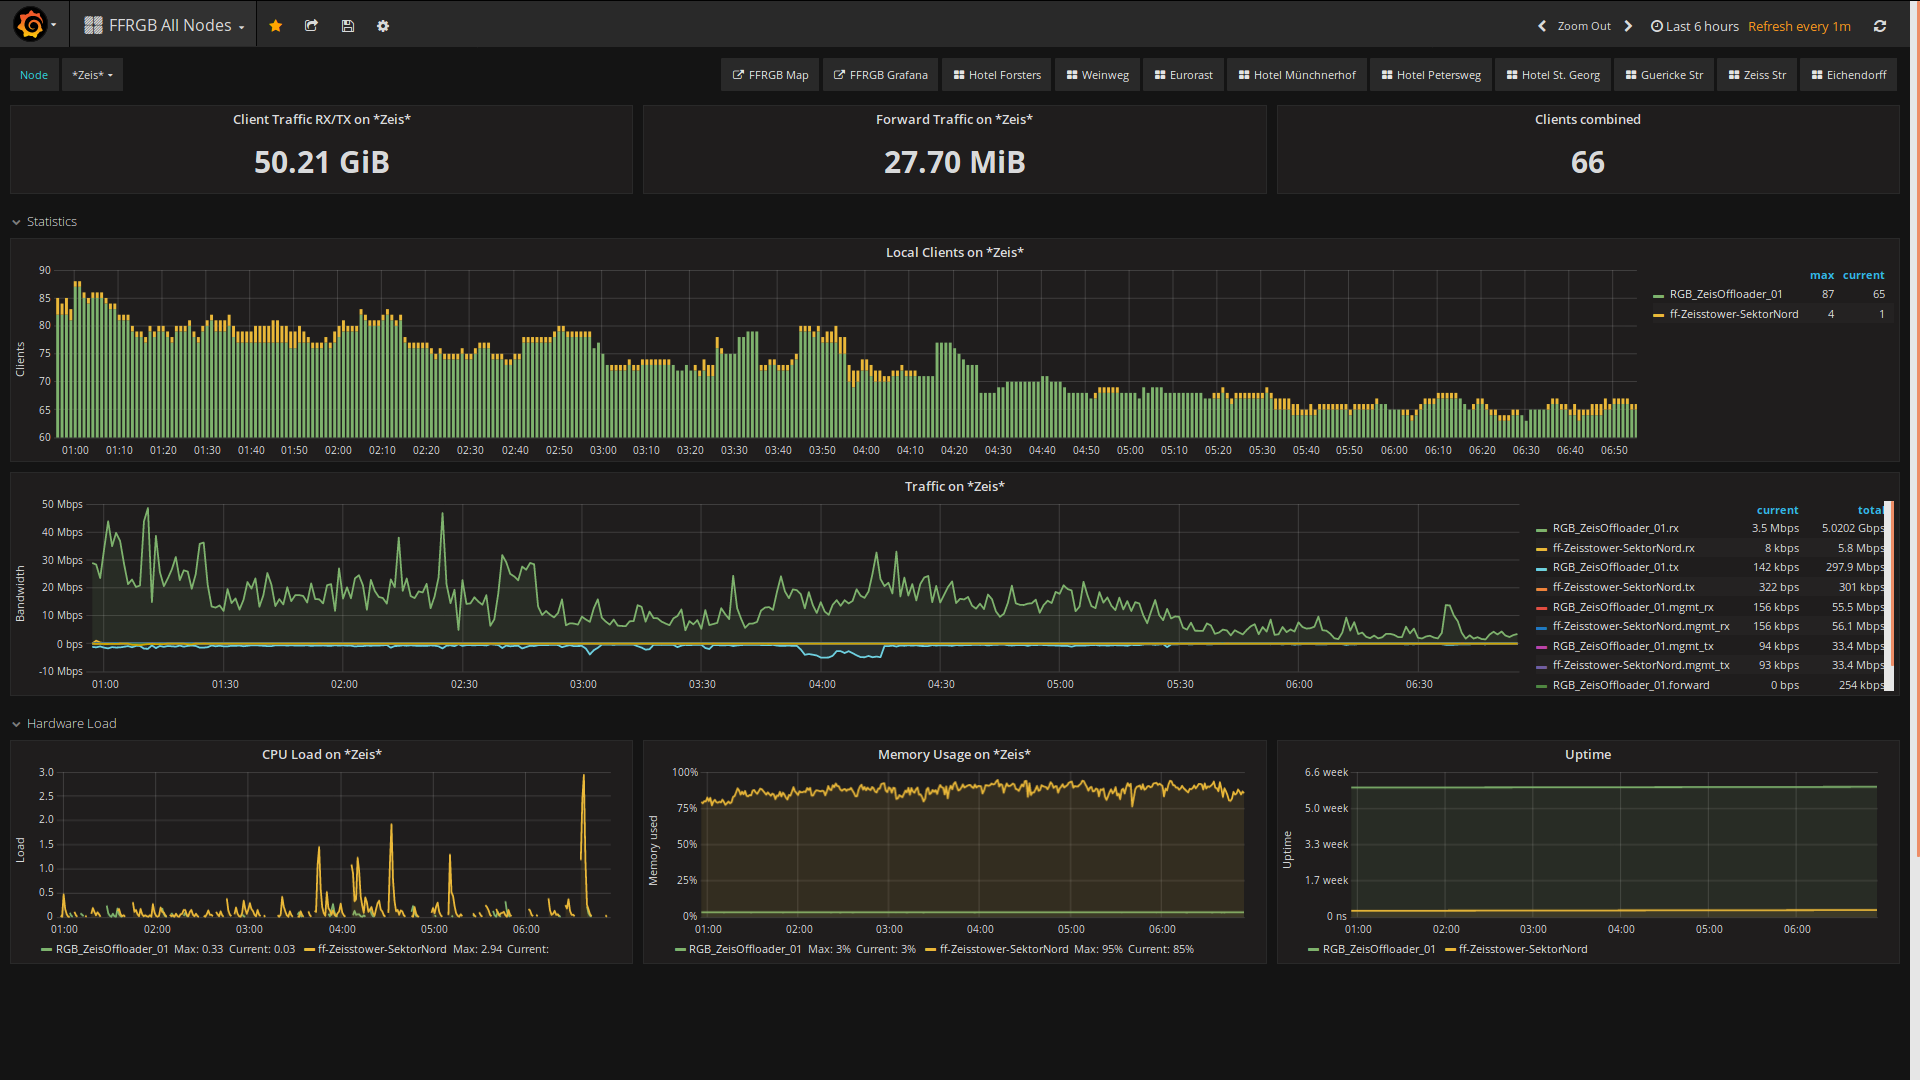 FFRGB All Nodes
Zoom Out
Last 6 hours Refresh every 1m
Node *Zeis*
FFRGB Map FFRGB Grafana Hotel Forsters Weinweg Eurorast Hotel Münchnerhof Hotel Petersweg Hotel St. Georg Guericke Str Zeiss Str Eichendorff
Client Traffic RX/TX on *Zeis*
50.21 GiB
Forward Traffic on *Zeis*
27.70 MiB
Clients combined
66
Statistics
Local Clients on *Zeis*
Clients
90
85
80
75
70
65
60
01:00 01:10 01:20 01:30 01:40 01:50 02:00 02:10 02:20 02:30 02:40 02:50 03:00 03:10 03:20 03:30 03:40 03:50 04:00 04:10 04:20 04:30 04:40 04:50 05:00 05:10 05:20 05:30 05:40 05:50 06:00 06:10 06:20 06:30 06:40 06:50
max current
RGB_ZeisOffloader_01 87 65
ff-Zeisstower-SektorNord 4 1
Traffic on *Zeis*
Bandwidth
50 Mbps
40 Mbps
30 Mbps
20 Mbps
10 Mbps
0 bps
-10 Mbps
01:00 01:30 02:00 02:30 03:00 03:30 04:00 04:30 05:00 05:30 06:00 06:30
current total
RGB_ZeisOffloader_01.rx 3.5 Mbps 5.0202 Gbps
ff-Zeisstower-SektorNord.rx 8 kbps 5.8 Mbps
RGB_ZeisOffloader_01.tx 142 kbps 297.9 Mbps
ff-Zeisstower-SektorNord.tx 322 bps 301 kbps
RGB_ZeisOffloader_01.mgmt_rx 156 kbps 55.5 Mbps
ff-Zeisstower-SektorNord.mgmt_rx 156 kbps 56.1 Mbps
RGB_ZeisOffloader_01.mgmt_tx 94 kbps 33.4 Mbps
ff-Zeisstower-SektorNord.mgmt_tx 93 kbps 33.4 Mbps
RGB_ZeisOffloader_01.forward 0 bps 254 kbps
Hardware Load
CPU Load on *Zeis*
Load
3.0
2.5
2.0
1.5
1.0
0.5
0
01:00 02:00 03:00 04:00 05:00 06:00
RGB_ZeisOffloader_01 Max: 0.33 Current: 0.03 ff-Zeisstower-SektorNord Max: 2.94 Current:
Memory Usage on *Zeis*
Memory used
100%
75%
50%
25%
0%
01:00 02:00 03:00 04:00 05:00 06:00
RGB_ZeisOffloader_01 Max: 3% Current: 3% ff-Zeisstower-SektorNord Max: 95% Current: 85%
Uptime
Uptime
6.6 week
5.0 week
3.3 week
1.7 week
0 ns
01:00 02:00 03:00 04:00 05:00 06:00
RGB_ZeisOffloader_01 ff-Zeisstower-SektorNord